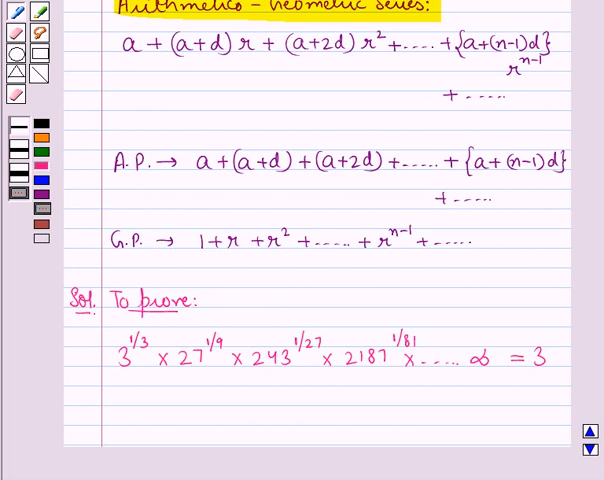 Arithmetico - Geometric series:
a + (a+d) r + (a+2d) r² + ..... + {a+(n-1)d}
r^{n-1}
+ .....
A.P. → a + (a+d) + (a+2d) + ..... + {a+(n-1)d}
+ .....
G.P. → 1 + r + r² + ..... + r^{n-1} + .....
Sol. To prove:
3^{1/3} × 27^{1/9} × 243^{1/27} × 2187^{1/81} × ..... ∞ = 3